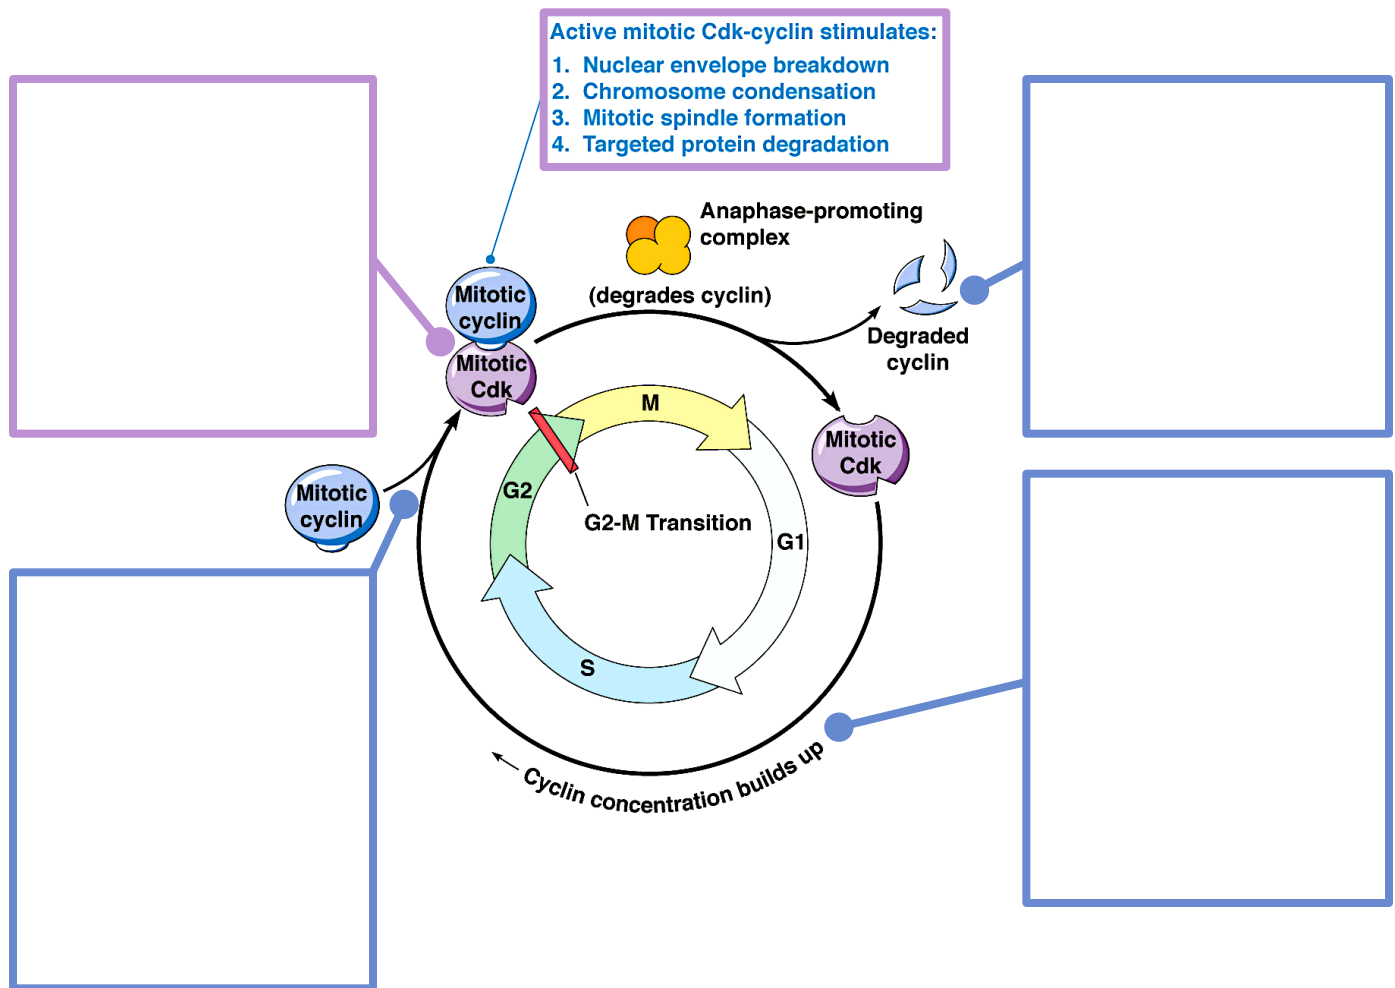 Active mitotic Cdk-cyclin stimulates:
1. Nuclear envelope breakdown
2. Chromosome condensation
3. Mitotic spindle formation
4. Targeted protein degradation
Anaphase-promoting
complex
(degrades cyclin)
Mitotic
cyclin
Mitotic
Cdk
Degraded
cyclin
M
Mitotic
Cdk
G2
Mitotic
cyclin
G2-M Transition
G1
S
Cyclin concentration builds up